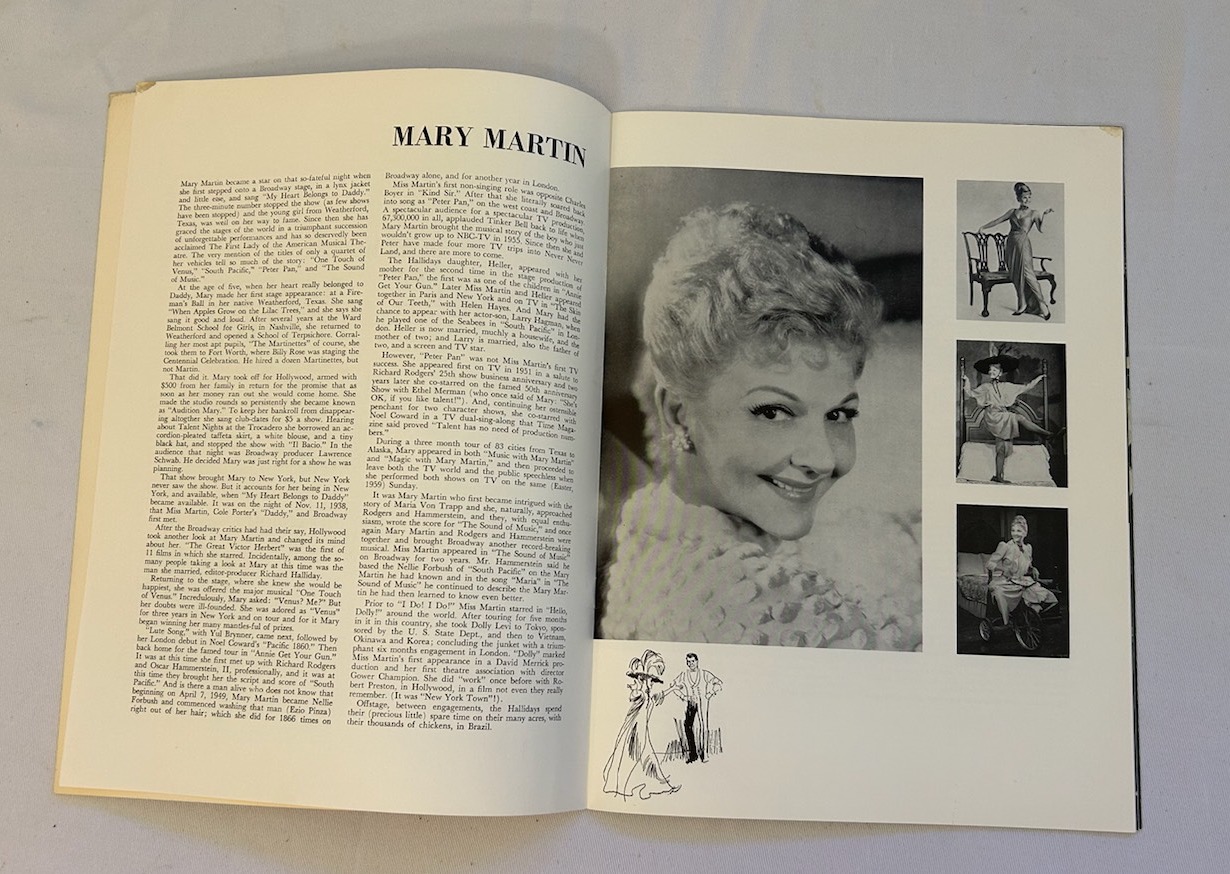 MARY MARTIN
Mary Martin became a star on that so-fateful night when
she first stepped onto a Broadway stage, in a lynx jacket
and little else, and sang "My Heart Belongs to Daddy."
The three-minute number stopped the show (as few shows
have been stopped) and the young girl from Weatherford,
Texas, was well on her way to fame. Since then she has
graced the stages of the world in a triumphant succession
of unforgettable performances and has so deservedly been
acclaimed The First Lady of the American Musical The-
atre. The very mention of the titles of only a quarter of
her vehicles tell so much of the story: "One Touch of
Venus," "South Pacific," "Peter Pan," and "The Sound
of Music."
At the age of five, when her heart really belonged to
Daddy, Mary made her first stage appearance: at a Fire-
man's Ball in her native Weatherford, Texas. She sang
"When Apples Grow on the Lilac Trees," and she says she
sang it good and loud. After several years at the Ward
Belmont School for Girls, in Nashville, she returned to
Weatherford and opened a School of Terpsichore. Corral-
ling her most apt pupils, "The Martinettes" of course, she
took them to Fort Worth, where Billy Rose was staging the
Centennial Celebration. He hired a dozen Martinettes, but
not Martin.
That did it. Mary took off for Hollywood, armed with
$500 from her family in return for the promise that as
soon as her money ran out she would come home. She
made the studio rounds so persistently she became known
as "Audition Mary." To keep her bankroll from disappear-
ing altogther she sang club-dates for $5 a show. Hearing
about Talent Nights at the Trocadero she borrowed an ac-
cordion-pleated taffeta skirt, a white blouse, and a tiny
black hat, and stopped the show with "Il Bacio." In the
audience that night was Broadway producer Lawrence
Schwab. He decided Mary was just right for a show he was
planning.
That show brought Mary to New York, but New York
never saw the show. But it accounts for her being in New
York, and available, when "My Heart Belongs to Daddy"
became available. It was on the night of Nov. 11, 1938,
that Miss Martin, Cole Porter's "Daddy," and Broadway
first met.
After the Broadway critics had had their say, Hollywood
took another look at Mary Martin and changed its mind
about her. "The Great Victor Herbert" was the first of
11 films in which she starred. Incidentally, among the so-
many people taking a look at Mary at this time was the
man she married, editor-producer Richard Halliday.
Returning to the stage, where she knew she would be
happiest, she was offered the major musical "One Touch
of Venus." Incredulously, Mary asked: "Venus? Me?" But
her doubts were ill-founded. She was adored as "Venus"
for three years in New York and on tour and for it Mary
began winning her many mantles-ful of prizes.
"Lute Song," with Yul Brynner, came next, followed by
her London debut in Noel Coward's "Pacific 1860." Then
back home for the famed tour in "Annie Get Your Gun."
It was at this time she first met up with Richard Rodgers
and Oscar Hammerstein, II, professionally, and it was at
this time they brought her the script and score of "South
Pacific." And is there a man alive who does not know that
beginning on April 7, 1949, Mary Martin became Nellie
Forbush and commenced washing that man (Ezio Pinza)
right out of her hair; which she did for 1866 times on
Broadway alone, and for another year in London.
Miss Martin's first non-singing role was opposite Charles
Boyer in "Kind Sir." After that she literally soared back
into song as "Peter Pan," on the west coast and Broadway.
A spectacular audience for a spectacular TV production,
67,300,000 in all, applauded Tinker Bell back to life when
Mary Martin brought the musical story of the boy who just
wouldn't grow up to NBC-TV in 1955. Since then she and
Peter have made four more TV trips into Never Never
Land, and there are more to come.
The Hallidays daughter, Heller, appeared with her
mother for the second time in the stage production of
"Peter Pan," the first was as one of the children in "Annie
Get Your Gun." Later Miss Martin and Heller appeared
together in Paris and New York and on TV in "The Skin
of Our Teeth," with Helen Hayes. And Mary had the
chance to appear with her actor-son, Larry Hagman, when
he played one of the Seabees in "South Pacific" in Lon-
don. Heller is now married, muchly a housewife, and the
mother of two; and Larry is married, also the father of
two, and a screen and TV star.
However, "Peter Pan" was not Miss Martin's first TV
success. She appeared first on TV in 1951 in a salute to
Richard Rodgers' 25th show business anniversary and two
years later she co-starred on the famed 50th anniversary
Show with Ethel Merman (who once said of Mary: "She's
OK, if you like talent!"). And, continuing her ostensible
penchant for two character shows, she co-starred with
Noel Coward in a TV dual-sing-along that Time Maga-
zine said proved "Talent has no need of production num-
bers."
During a three month tour of 83 cities from Texas to
Alaska, Mary appeared in both "Music with Mary Martin"
and "Magic with Mary Martin," and then proceeded to
leave both the TV world and the public speechless when
she performed both shows on TV on the same (Easter,
1959) Sunday.
It was Mary Martin who first became intrigued with the
story of Maria Von Trapp and she, naturally, approached
Rodgers and Hammerstein, and they, with equal enthu-
siasm, wrote the score for "The Sound of Music," and once
again Mary Martin and Rodgers and Hammerstein were
together and brought Broadway another record-breaking
musical. Miss Martin appeared in "The Sound of Music"
on Broadway for two years. Mr. Hammerstein said he
based the Nellie Forbush of "South Pacific" on the Mary
Martin he had known and in the song "Maria" in "The
Sound of Music" he continued to describe the Mary Mar-
tin he had then learned to know even better.
Prior to "I Do! I Do!" Miss Martin starred in "Hello,
Dolly!" around the world. After touring for five months
in it in this country, she took Dolly Levi to Tokyo, spon-
sored by the U. S. State Dept., and then to Vietnam,
Okinawa and Korea; concluding the junket with a trium-
phant six months engagement in London. "Dolly" marked
Miss Martin's first appearance in a David Merrick pro-
duction and her first theatre association with director
Gower Champion. She did "work" once before with Ro-
bert Preston, in Hollywood, in a film not even they really
remember. (It was "New York Town"!).
Offstage, between engagements, the Hallidays spend
their (precious little) spare time on their many acres, with
their thousands of chickens, in Brazil.